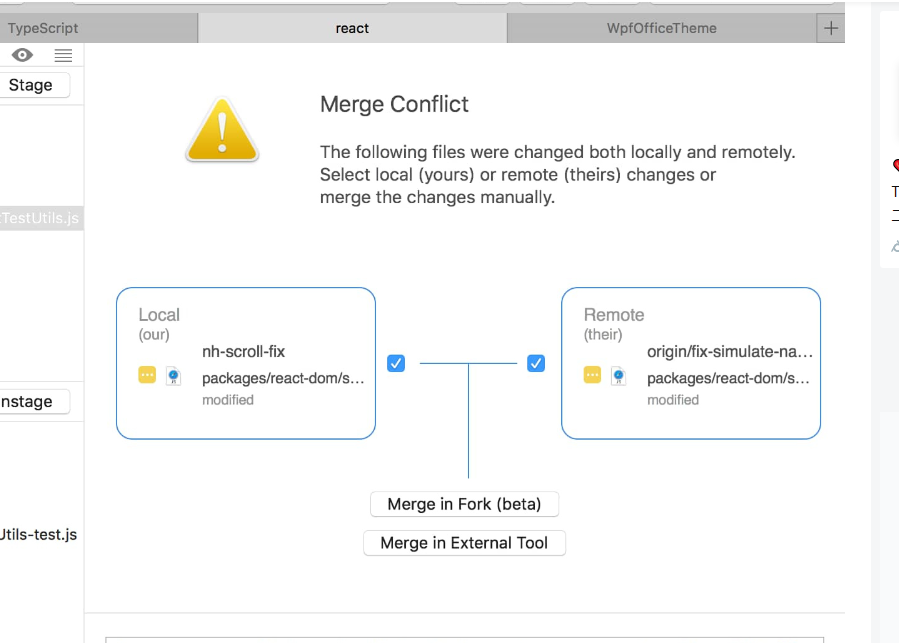 TypeScript
react
WpfOfficeTheme
Stage
Merge Conflict
The following files were changed both locally and remotely.
Select local (yours) or remote (theirs) changes or
merge the changes manually.
TestUtils.js
Local
(our)
nh-scroll-fix
packages/react-dom/s...
modified
Remote
(their)
origin/fix-simulate-na...
packages/react-dom/s...
modified
nstage
Merge in Fork (beta)
Utils-test.js
Merge in External Tool